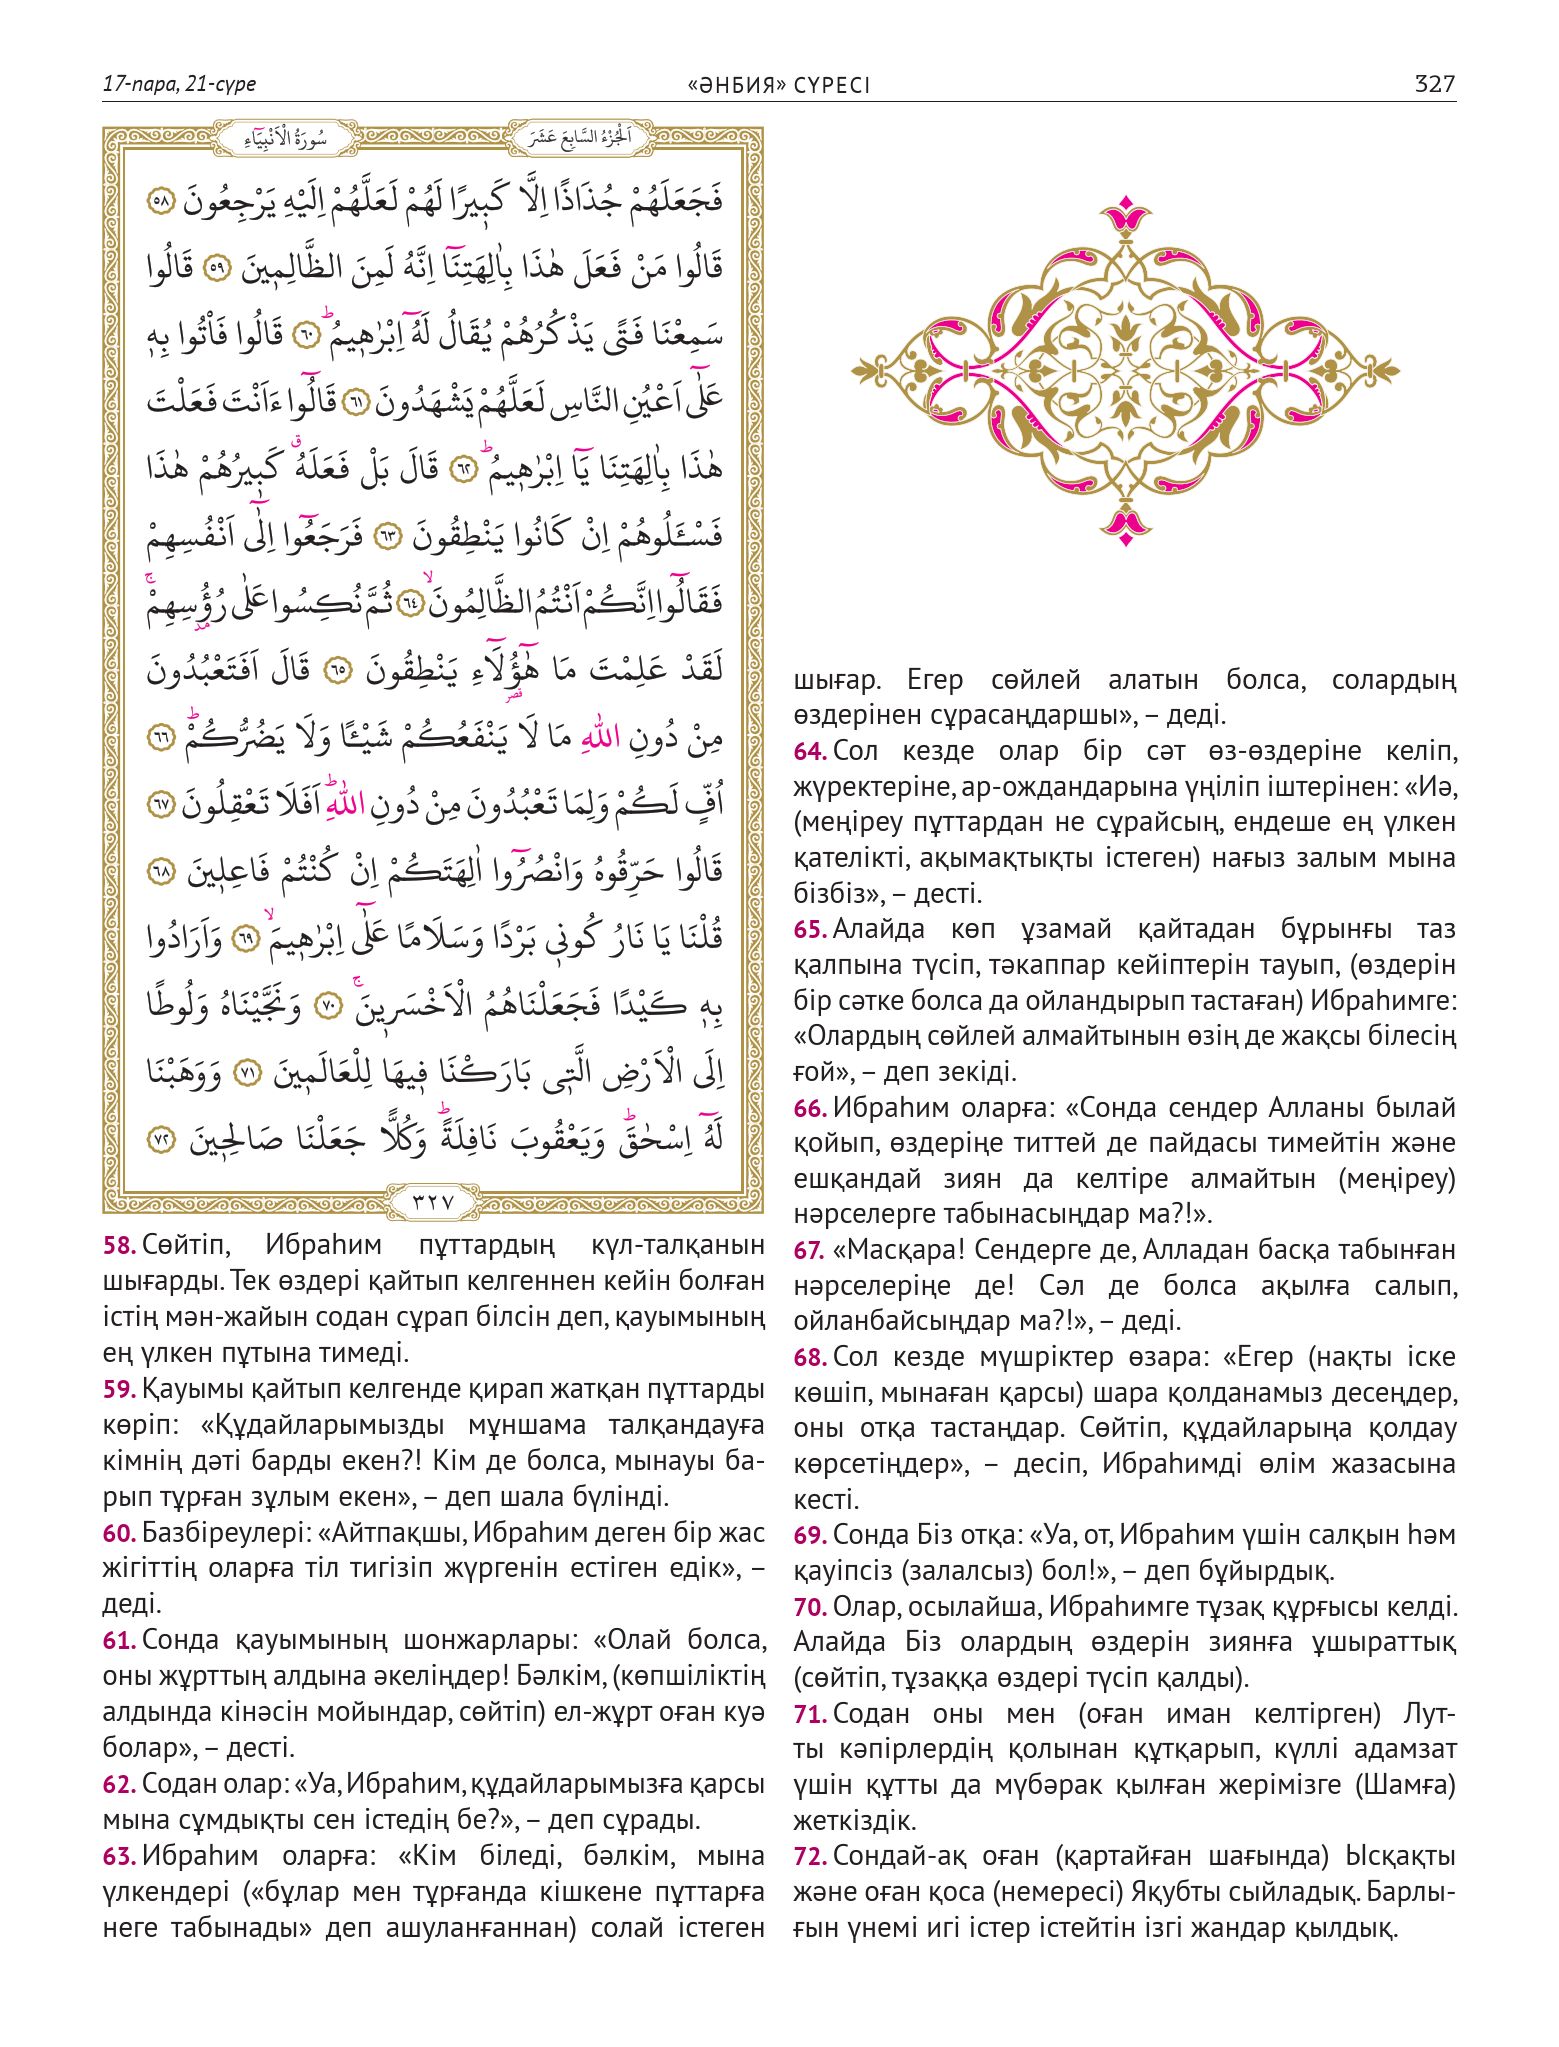 17-пара, 21-сүре
«ӘНБИЯ» СҮРЕСІ
327
سُورَةُ الْاَنْبِيَٓاءِ
اَلْجُزْءُ السَّابِعَ عَشَرَ
فَجَعَلَهُمْ جُذَاذًا اِلَّا كَب۪يرًا لَهُمْ لَعَلَّهُمْ اِلَيْهِ يَرْجِعُونَ ﴿٥٨﴾
قَالُوا مَنْ فَعَلَ هٰذَا بِاٰلِهَتِنَٓا اِنَّهُ لَمِنَ الظَّالِم۪ينَ ﴿٥٩﴾ قَالُوا
سَمِعْنَا فَتًى يَذْكُرُهُمْ يُقَالُ لَهُٓ اِبْرٰه۪يمُۜ ﴿٦٠﴾ قَالُوا فَاْتُوا بِه۪
عَلٰٓى اَعْيُنِ النَّاسِ لَعَلَّهُمْ يَشْهَدُونَ ﴿٦١﴾ قَالُٓوا ءَاَنْتَ فَعَلْتَ
هٰذَا بِاٰلِهَتِنَا يَٓا اِبْرٰه۪يمُۜ ﴿٦٢﴾ قَالَ بَلْ فَعَلَهُۗ كَب۪يرُهُمْ هٰذَا
فَسْـَٔلُوهُمْ اِنْ كَانُوا يَنْطِقُونَ ﴿٦٣﴾ فَرَجَعُٓوا اِلٰٓى اَنْفُسِهِمْ
فَقَالُٓوا اِنَّكُمْ اَنْتُمُ الظَّالِمُونَۙ ﴿٦٤﴾ ثُمَّ نُكِسُوا عَلٰى رُؤُ۫سِهِمْۚ
لَقَدْ عَلِمْتَ مَا هٰٓؤُ۬لَٓاءِ يَنْطِقُونَ ﴿٦٥﴾ قَالَ اَفَتَعْبُدُونَ
مِنْ دُونِ اللّٰهِ مَا لَا يَنْفَعُكُمْ شَيْـًٔا وَلَا يَضُرُّكُمْۜ ﴿٦٦﴾
اُفٍّ لَكُمْ وَلِمَا تَعْبُدُونَ مِنْ دُونِ اللّٰهِۜ اَفَلَا تَعْقِلُونَ ﴿٦٧﴾
قَالُوا حَرِّقُوهُ وَانْصُرُٓوا اٰلِهَتَكُمْ اِنْ كُنْتُمْ فَاعِل۪ينَ ﴿٦٨﴾
قُلْنَا يَا نَارُ كُون۪ي بَرْدًا وَسَلَامًا عَلٰٓى اِبْرٰه۪يمَۙ ﴿٦٩﴾ وَاَرَادُوا
بِه۪ كَيْدًا فَجَعَلْنَاهُمُ الْاَخْسَر۪ينَۚ ﴿٧٠﴾ وَنَجَّيْنَاهُ وَلُوطًا
اِلَى الْاَرْضِ الَّت۪ي بَارَكْنَا ف۪يهَا لِلْعَالَم۪ينَ ﴿٧١﴾ وَوَهَبْنَا
لَهُٓ اِسْحٰقَۜ وَيَعْقُوبَ نَافِلَةًۜ وَكُلًّا جَعَلْنَا صَالِح۪ينَ ﴿٧٢﴾
٣٢٧
58. Сөйтіп, Ибраһим пұттардың күл-талқанын
шығарды. Тек өздері қайтып келгеннен кейін болған
істің мән-жайын содан сұрап білсін деп, қауымының
ең үлкен пұтына тимеді.
59. Қауымы қайтып келгенде қирап жатқан пұттарды
көріп: «Құдайларымызды мұншама талқандауға
кімнің дәті барды екен?! Кім де болса, мынауы ба-
рып тұрған зұлым екен», – деп шала бүлінді.
60. Базбіреулері: «Айтпақшы, Ибраһим деген бір жас
жігіттің оларға тіл тигізіп жүргенін естіген едік», –
деді.
61. Сонда қауымының шонжарлары: «Олай болса,
оны жұрттың алдына әкеліңдер! Бәлкім, (көпшіліктің
алдында кінәсін мойындар, сөйтіп) ел-жұрт оған куә
болар», – десті.
62. Содан олар: «Уа, Ибраһим, құдайларымызға қарсы
мына сұмдықты сен істедің бе?», – деп сұрады.
63. Ибраһим оларға: «Кім біледі, бәлкім, мына
үлкендері («бұлар мен тұрғанда кішкене пұттарға
неге табынады» деп ашуланғаннан) солай істеген
шығар. Егер сөйлей алатын болса, солардың
өздерінен сұрасаңдаршы», – деді.
64. Сол кезде олар бір сәт өз-өздеріне келіп,
жүректеріне, ар-ождандарына үңіліп іштерінен: «Иә,
(меңіреу пұттардан не сұрайсың, ендеше ең үлкен
қателікті, ақымақтықты істеген) нағыз залым мына
бізбіз», – десті.
65. Алайда көп ұзамай қайтадан бұрынғы таз
қалпына түсіп, тәкаппар кейіптерін тауып, (өздерін
бір сәтке болса да ойландырып тастаған) Ибраһимге:
«Олардың сөйлей алмайтынын өзің де жақсы білесің
ғой», – деп зекіді.
66. Ибраһим оларға: «Сонда сендер Алланы былай
қойып, өздеріңе титтей де пайдасы тимейтін және
ешқандай зиян да келтіре алмайтын (меңіреу)
нәрселерге табынасыңдар ма?!».
67. «Масқара! Сендерге де, Алладан басқа табынған
нәрселеріңе де! Сәл де болса ақылға салып,
ойланбайсыңдар ма?!», – деді.
68. Сол кезде мүшріктер өзара: «Егер (нақты іске
көшіп, мынаған қарсы) шара қолданамыз десеңдер,
оны отқа тастаңдар. Сөйтіп, құдайларыңа қолдау
көрсетіңдер», – десіп, Ибраһимді өлім жазасына
кесті.
69. Сонда Біз отқа: «Уа, от, Ибраһим үшін салқын һәм
қауіпсіз (залалсыз) бол!», – деп бұйырдық.
70. Олар, осылайша, Ибраһимге тұзақ құрғысы келді.
Алайда Біз олардың өздерін зиянға ұшыраттық
(сөйтіп, тұзаққа өздері түсіп қалды).
71. Содан оны мен (оған иман келтірген) Лут-
ты кәпірлердің қолынан құтқарып, күллі адамзат
үшін құтты да мүбәрак қылған жерімізге (Шамға)
жеткіздік.
72. Сондай-ақ оған (қартайған шағында) Ысқақты
және оған қоса (немересі) Яқубты сыйладық. Барлы-
ғын үнемі игі істер істейтін ізгі жандар қылдық.